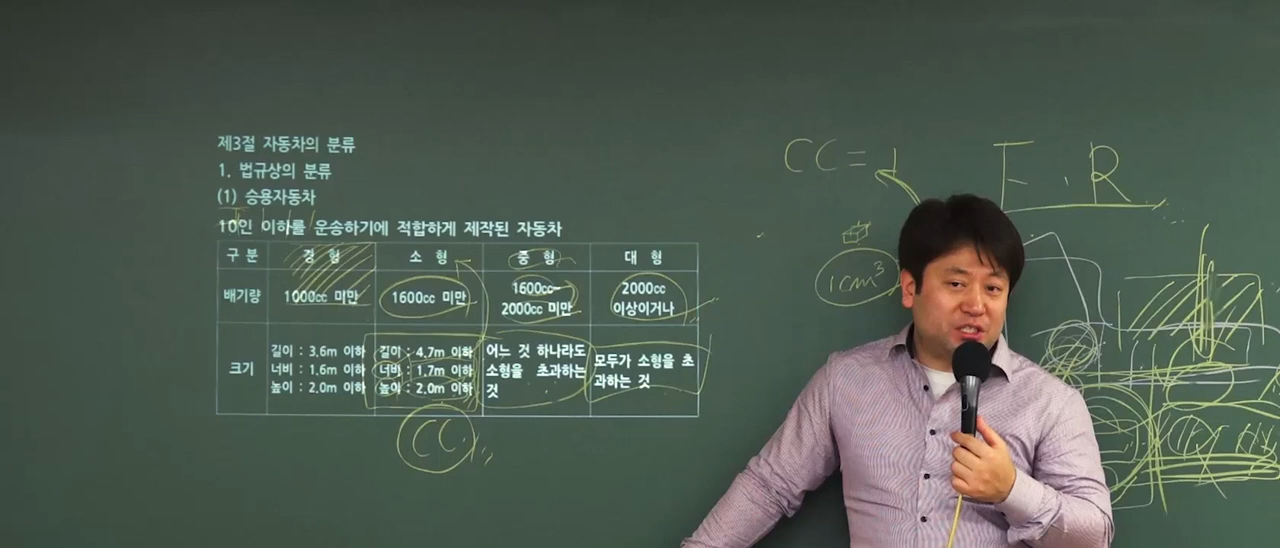 제3절 자동차의 분류
1. 법규상의 분류
(1) 승용자동차
10인 이하를 운송하기에 적합하게 제작된 자동차
구 분 경 형 소 형 중 형 대 형
배기량 1000cc 미만 1600cc 미만 1600cc~ 2000cc 미만 2000cc 이상이거나
크기 길이 : 3.6m 이하 너비 : 1.6m 이하 높이 : 2.0m 이하 길이 : 4.7m 이하 너비 : 1.7m 이하 높이 : 2.0m 이하 어느 것 하나라도 소형을 초과하는 것 모두가 소형을 초과하는 것
CC
CC=
F . R
1cm³